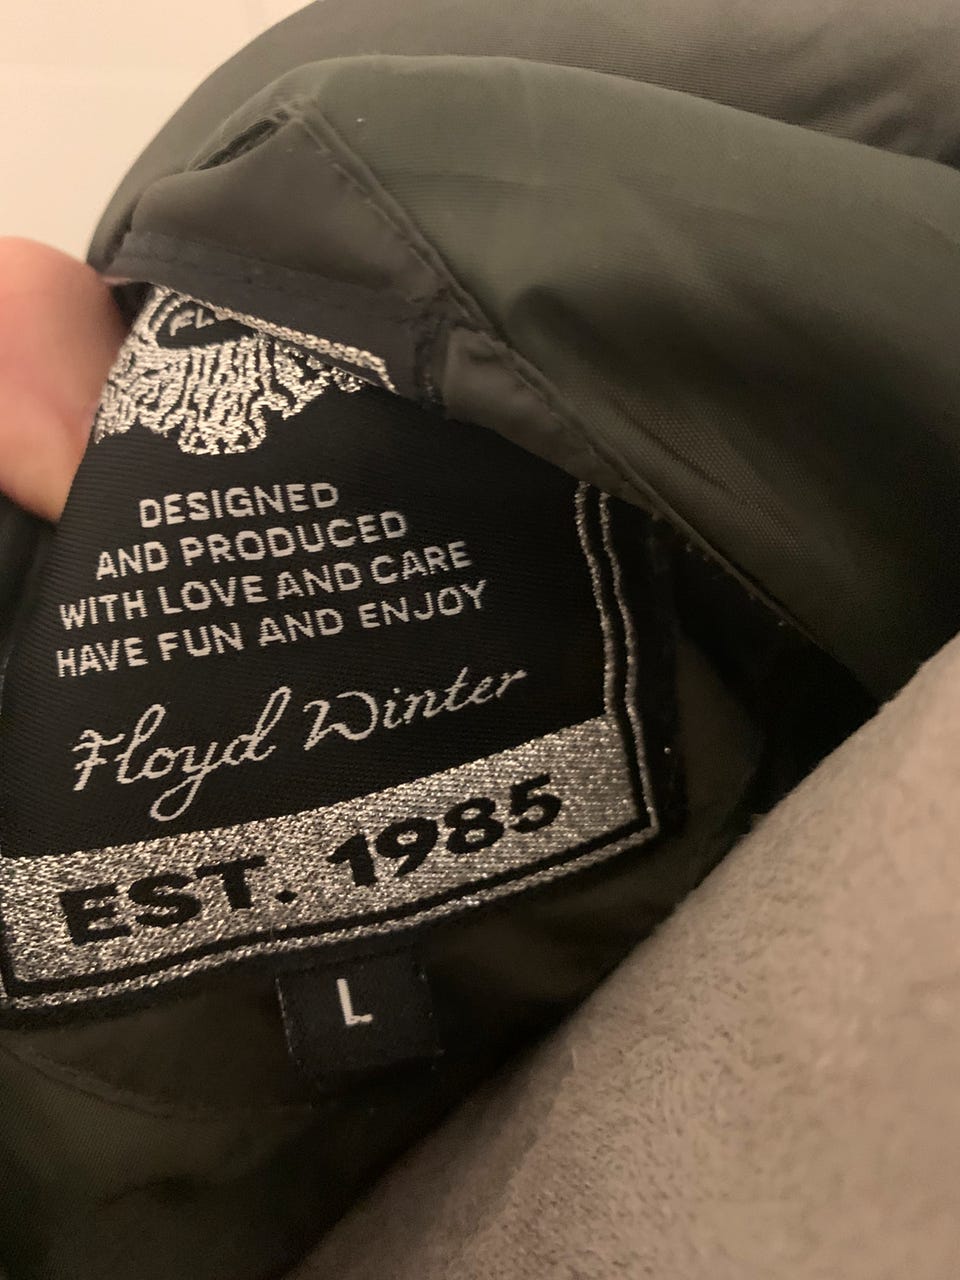 DESIGNED
AND PRODUCED
WITH LOVE AND CARE
HAVE FUN AND ENJOY
Floyd Winter
EST. 1985
L